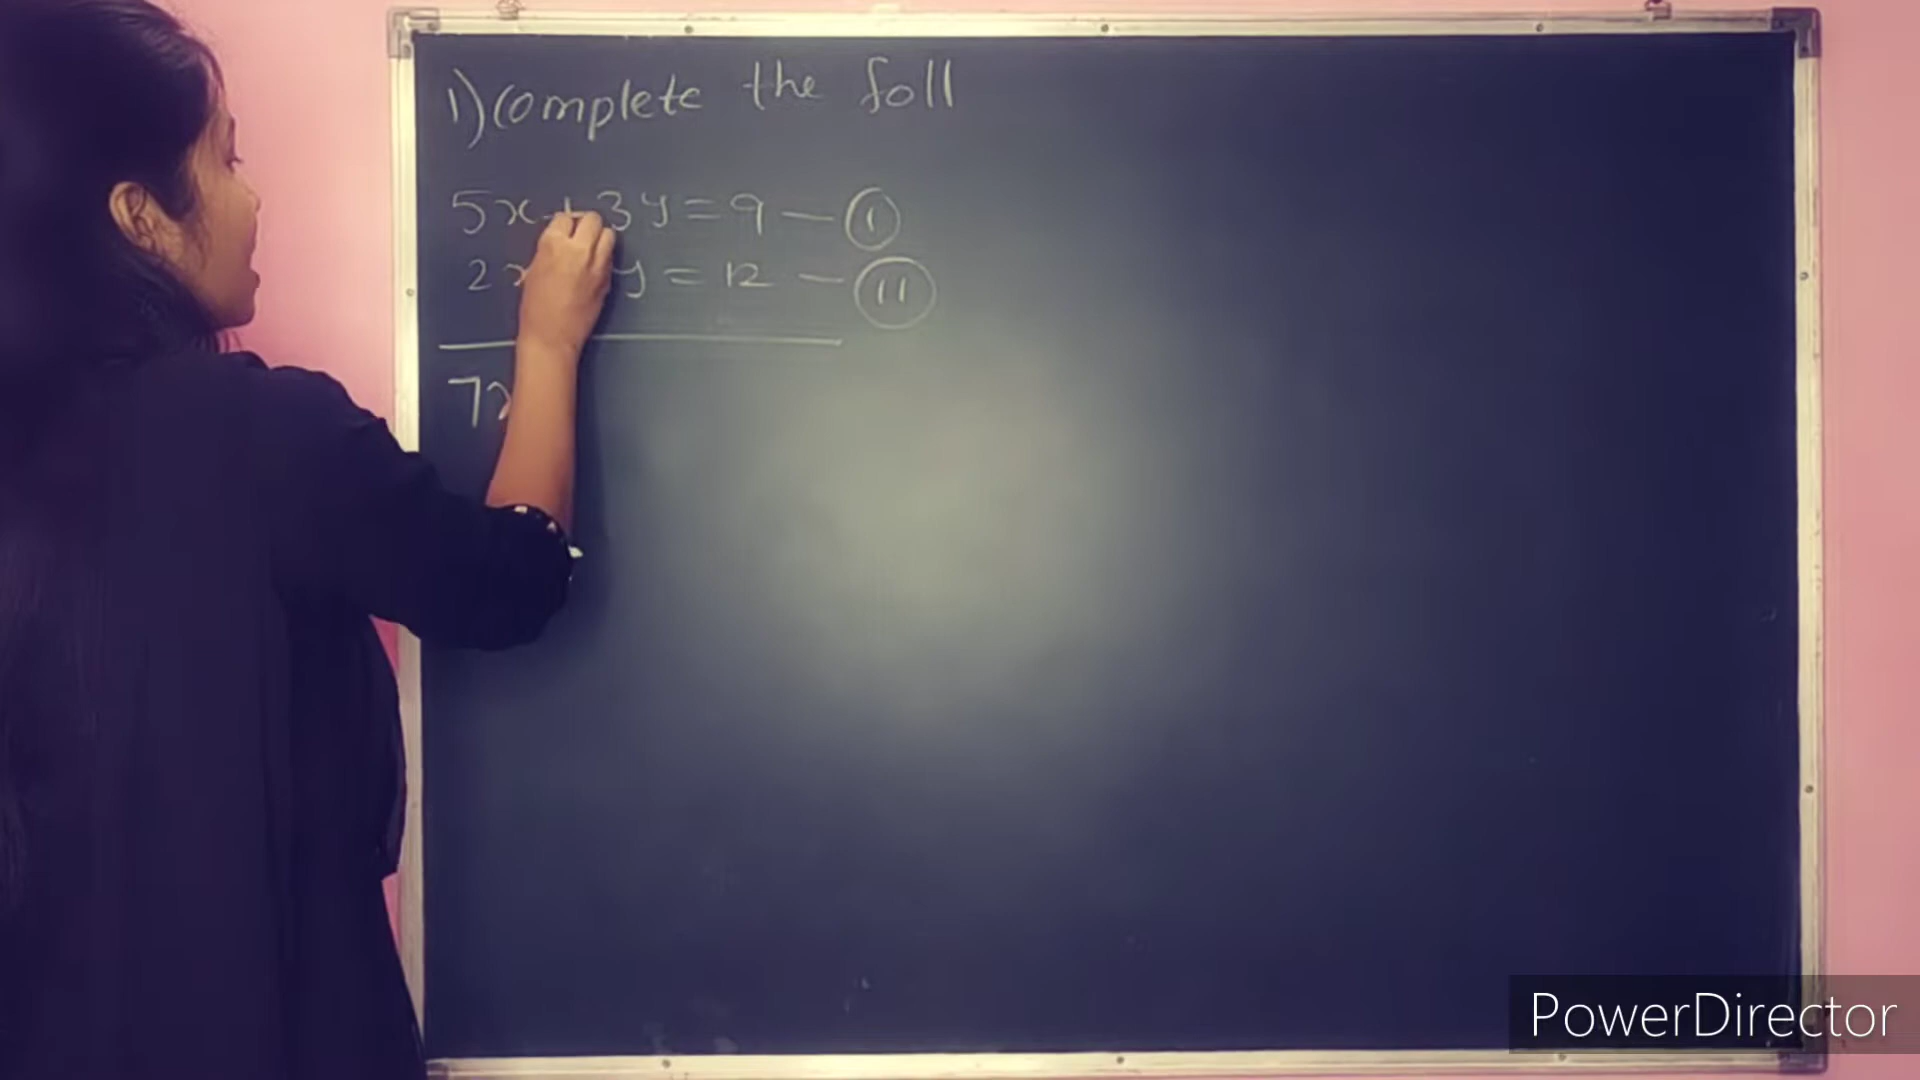 1) Complete the foll
5x + 3y = 9 — (1)
2x y = 12 — (11)
7x
PowerDirector